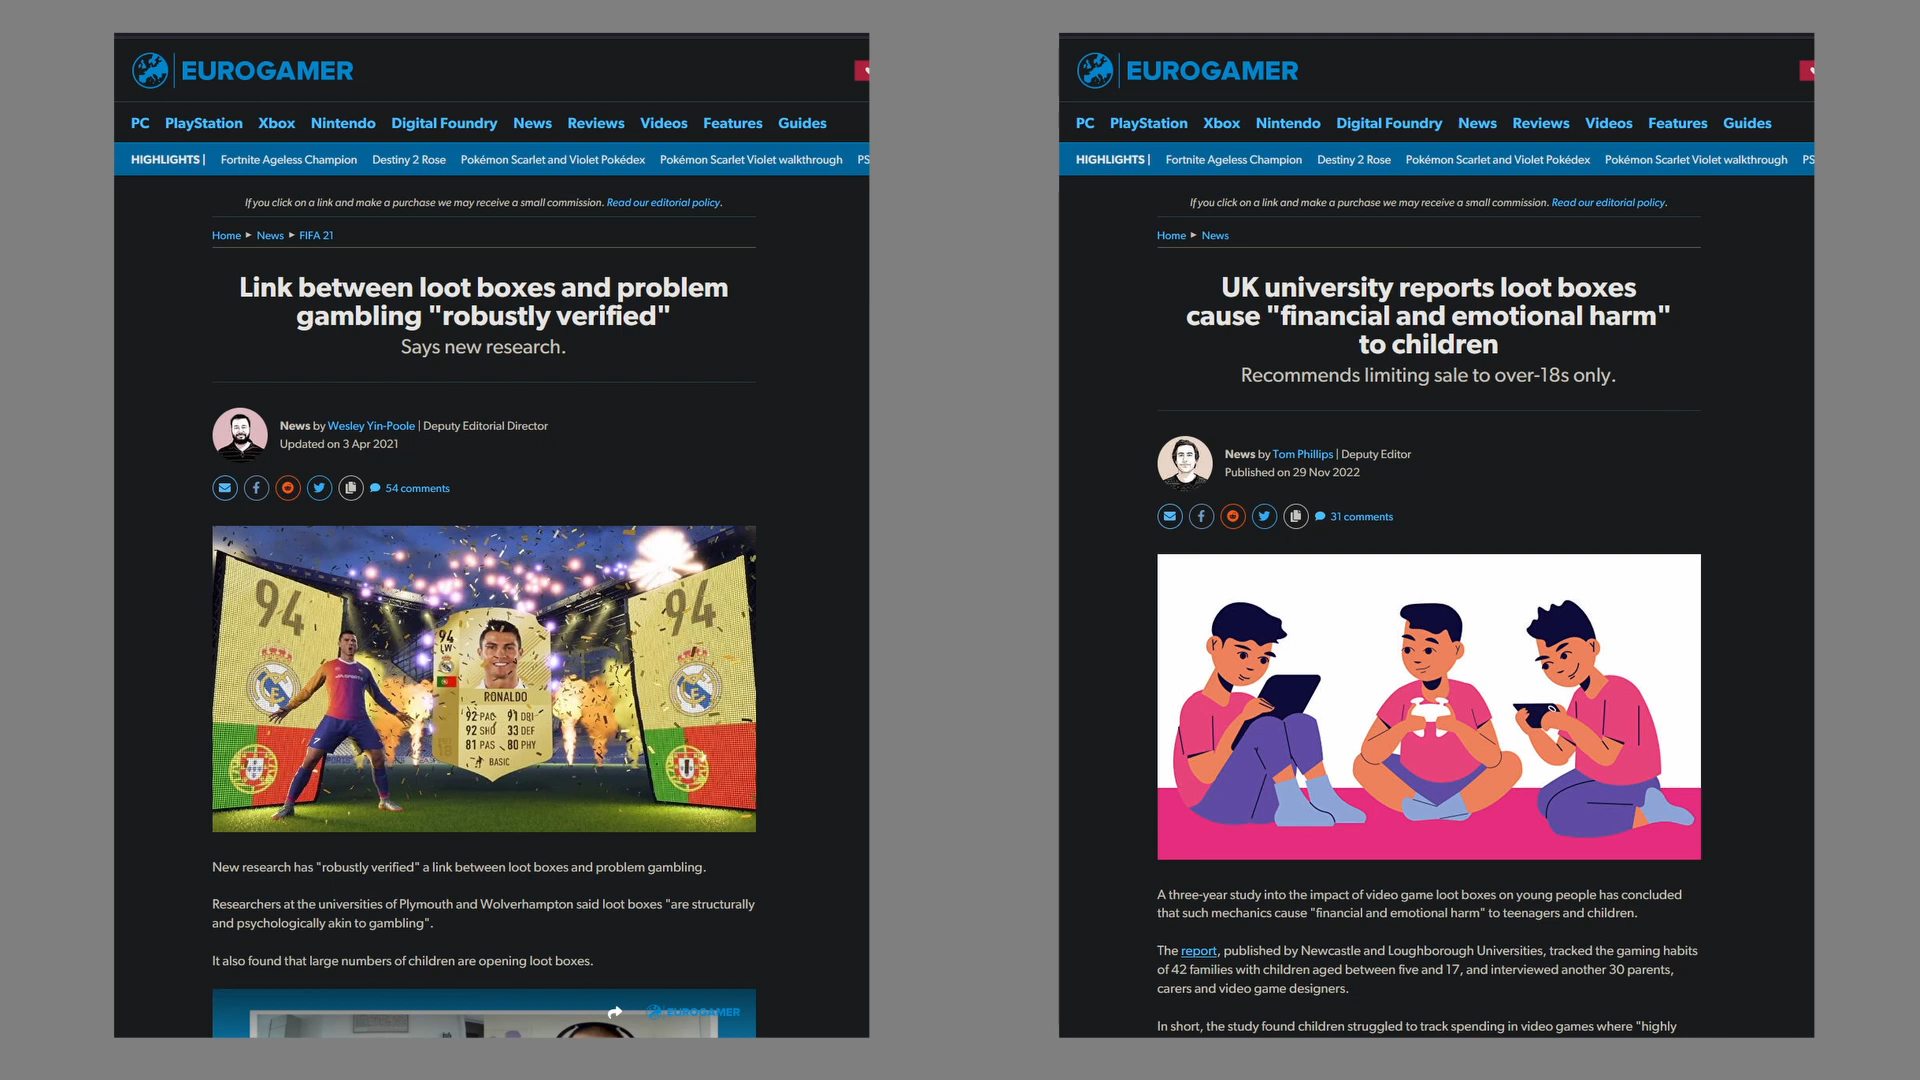 EUROGAMER
PC PlayStation Xbox Nintendo Digital Foundry News Reviews Videos Features Guides
HIGHLIGHTS | Fortnite Ageless Champion Destiny 2 Rose Pokémon Scarlet and Violet Pokédex Pokémon Scarlet Violet walkthrough PS
If you click on a link and make a purchase we may receive a small commission. Read our editorial policy.
Home ▸ News ▸ FIFA 21
Link between loot boxes and problem
gambling "robustly verified"
Says new research.
News by Wesley Yin-Poole | Deputy Editorial Director
Updated on 3 Apr 2021
54 comments
94
94
94
LW
RONALDO
92 PAC 91 DRI
92 SHO 33 DEF
81 PAS 80 PHY
BASIC
7
New research has "robustly verified" a link between loot boxes and problem gambling.
Researchers at the universities of Plymouth and Wolverhampton said loot boxes "are structurally
and psychologically akin to gambling".
It also found that large numbers of children are opening loot boxes.
EUROGAMER
EUROGAMER
PC PlayStation Xbox Nintendo Digital Foundry News Reviews Videos Features Guides
HIGHLIGHTS | Fortnite Ageless Champion Destiny 2 Rose Pokémon Scarlet and Violet Pokédex Pokémon Scarlet Violet walkthrough PS
If you click on a link and make a purchase we may receive a small commission. Read our editorial policy.
Home ▸ News
UK university reports loot boxes
cause "financial and emotional harm"
to children
Recommends limiting sale to over-18s only.
News by Tom Phillips | Deputy Editor
Published on 29 Nov 2022
31 comments
A three-year study into the impact of video game loot boxes on young people has concluded
that such mechanics cause "financial and emotional harm" to teenagers and children.
The report, published by Newcastle and Loughborough Universities, tracked the gaming habits
of 42 families with children aged between five and 17, and interviewed another 30 parents,
carers and video game designers.
In short, the study found children struggled to track spending in video games where "highly